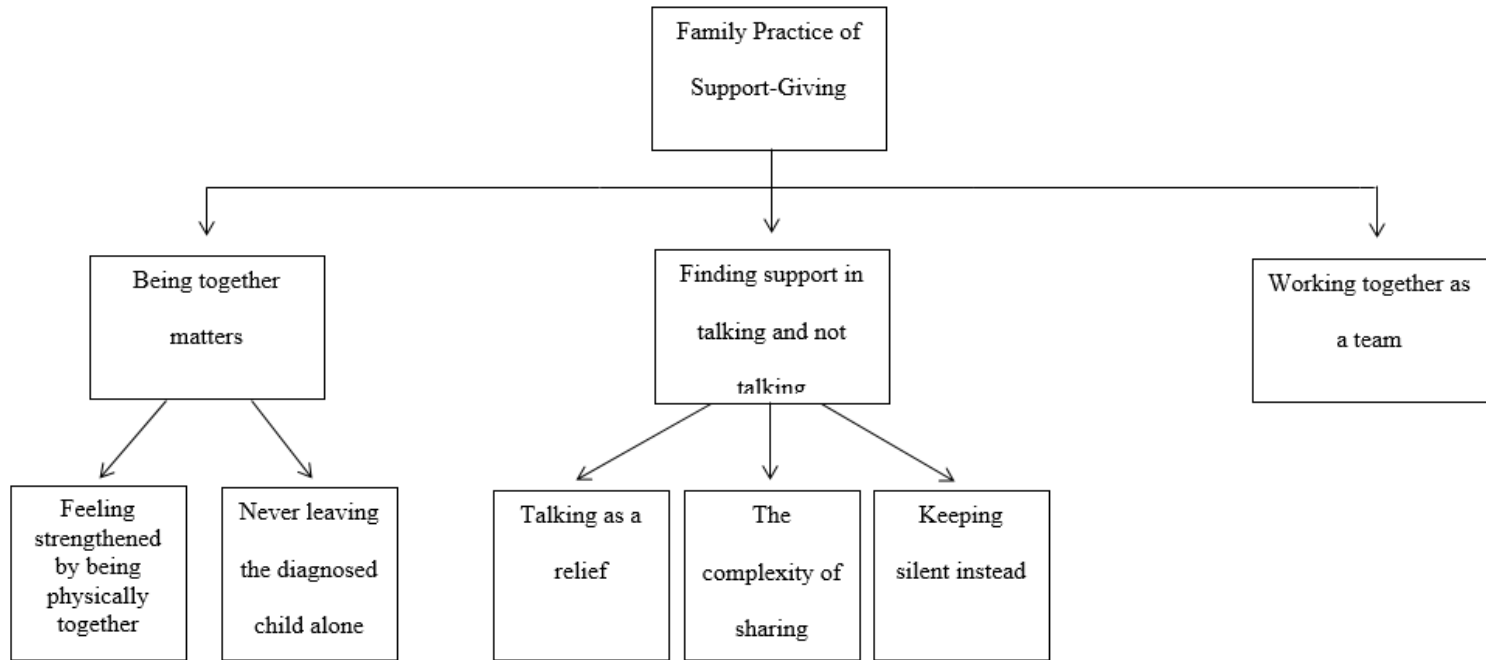 Family Practice of
Support-Giving
Being together
matters
Finding support in
talking and not
talking
Working together as
a team
Feeling
strengthened
by being
physically
together
Never leaving
the diagnosed
child alone
Talking as a
relief
The
complexity of
sharing
Keeping
silent instead